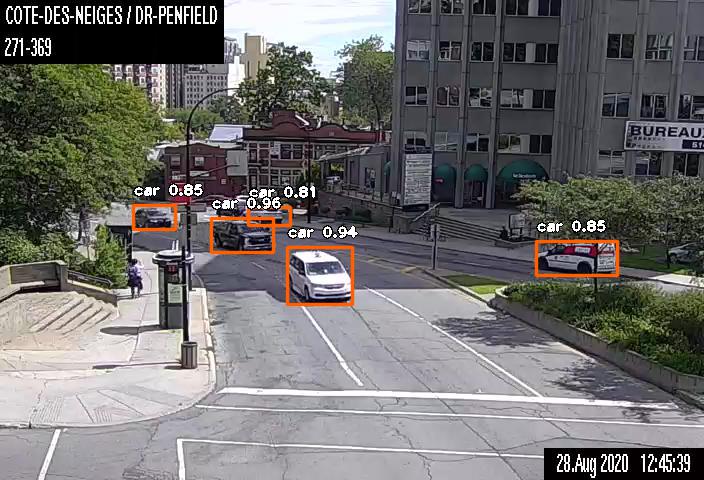 COTE-DES-NEIGES / DR-PENFIELD
271-369
car 0.85
car 0.81
car 0.96
car 0.94
car 0.85
BUREAUX
28.Aug 2020 12:45:39